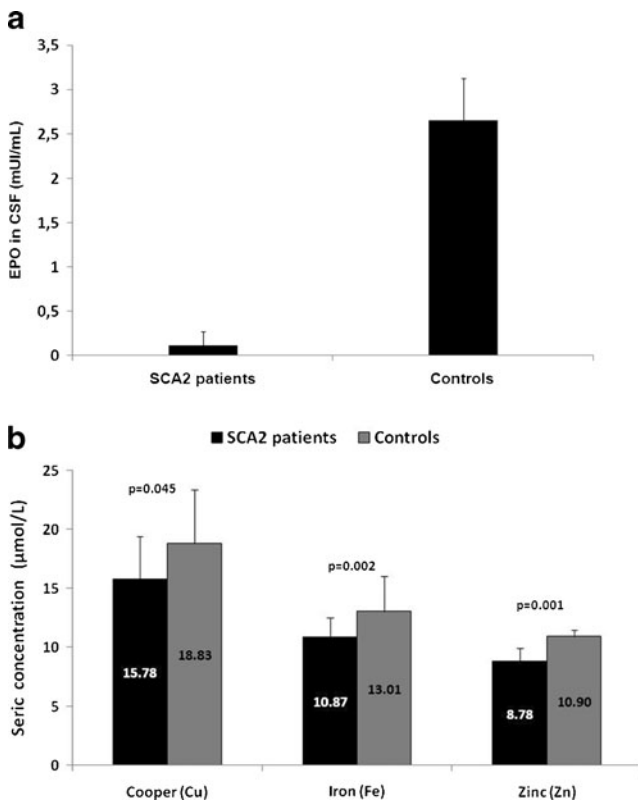 a
EPO in CSF (mUI/mL)
3,5
3
2,5
2
1,5
1
0,5
0
SCA2 patients
Controls
b
SCA2 patients
Controls
Seric concentration (µmol/L)
25
20
15
10
5
0
p=0.045
p=0.002
p=0.001
15.78
18.83
10.87
13.01
8.78
10.90
Cooper (Cu)
Iron (Fe)
Zinc (Zn)